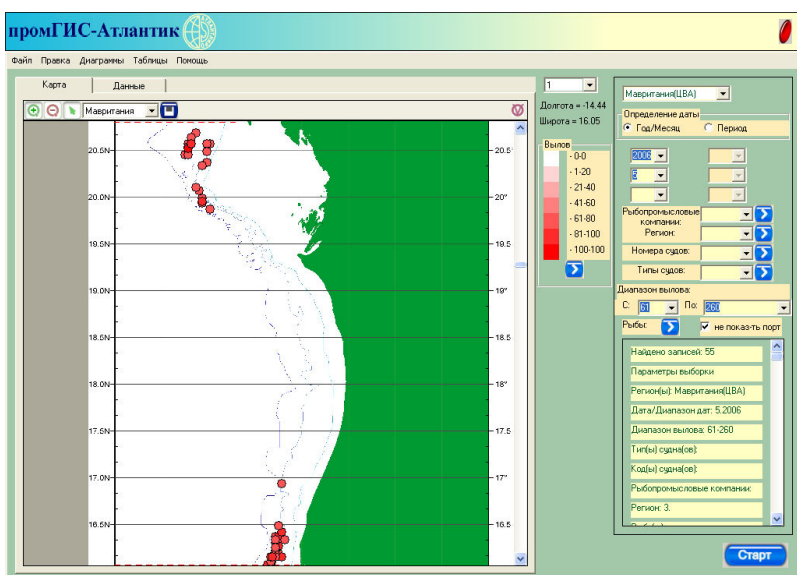 промГИС-Атлантик
Файл Правка Диаграммы Таблицы Помощь
Карта Данные
Мавритания
20.5N 20.5
20.0N 20°
19.5N 19.5
19.0N 19°
18.5N 18.5
18.0N 18°
17.5N 17.5
17.0N 17°
16.5N 16.5
1
Долгота = -14.44
Широта = 16.05
Вылов
- 0-0
- 1-20
- 21-40
- 41-60
- 61-80
- 81-100
- 100-100
Мавритания(ЦВА)
Определение даты
Год/Месяц Период
2006
5
Рыбопромысловые
компании:
Регион:
Номера судов:
Типы судов:
Диапазон вылова:
С: 61 По: 260
Рыбы: не показ-ть порт
Найдено записей: 55
Параметры выборки
Регион(ы): Мавритания(ЦВА)
Дата/Диапазон дат: 5.2006
Диапазон вылова: 61-260
Тип(ы) судна(ов):
Код(ы) судна(ов):
Рыбопромысловые компании:
Регион: 3.
Старт